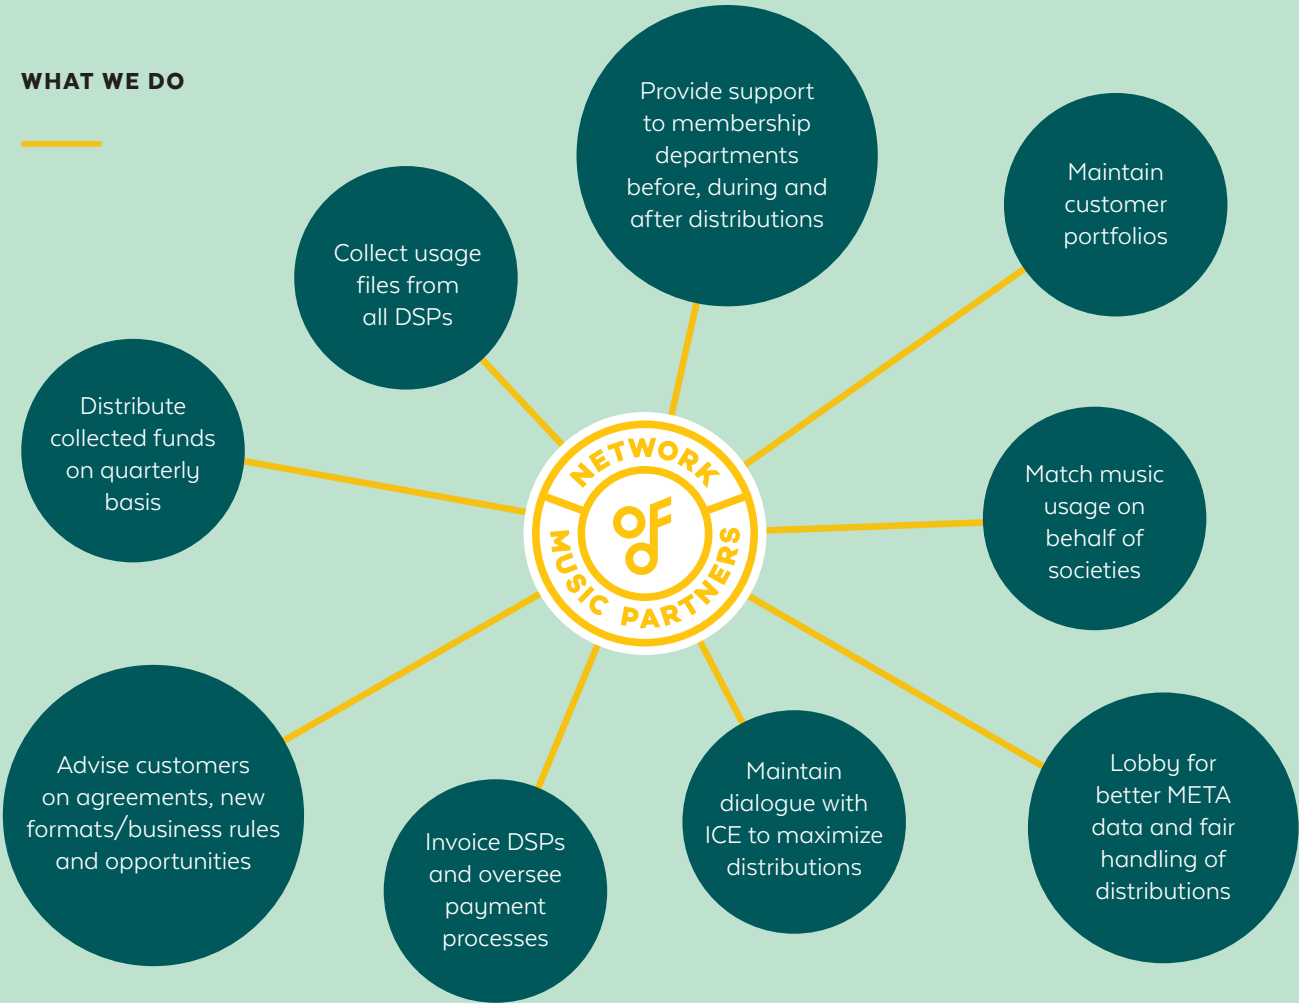 WHAT WE DO
Provide support
to membership
departments
before, during and
after distributions
Maintain
customer
portfolios
Collect usage
files from
all DSPs
Distribute
collected funds
on quarterly
basis
NETWORK
of
MUSIC PARTNERS
Match music
usage on
behalf of
societies
Advise customers
on agreements, new
formats/business rules
and opportunities
Invoice DSPs
and oversee
payment
processes
Maintain
dialogue with
ICE to maximize
distributions
Lobby for
better META
data and fair
handling of
distributions